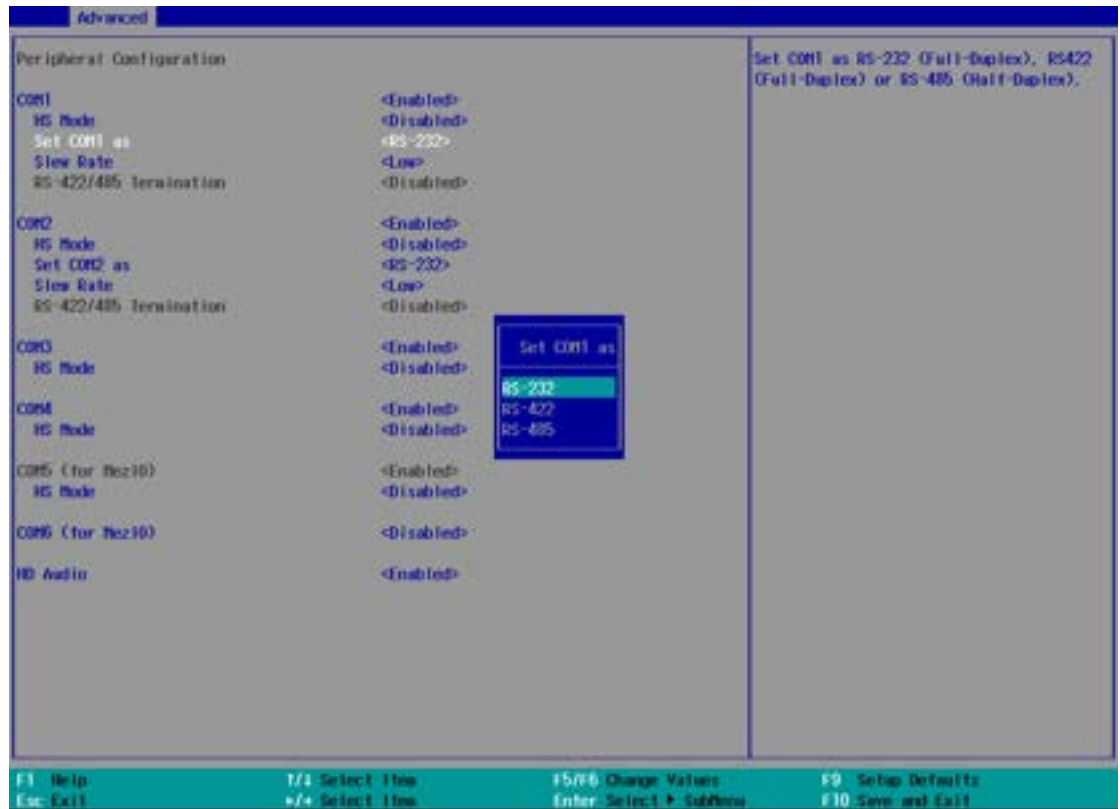 Advanced
Peripheral Configuration
COM1 <Enabled>
HS Mode <Disabled>
Set COM1 as <RS-232>
Slew Rate <Low>
RS-422/485 Termination <Disabled>
COM2 <Enabled>
HS Mode <Disabled>
Set COM2 as <RS-232>
Slew Rate <Low>
RS-422/485 Termination <Disabled>
COM3 <Enabled>
HS Mode <Disabled>
COM4 <Enabled>
HS Mode <Disabled>
COM5 (for MezIO) <Enabled>
HS Mode <Disabled>
COM6 (for MezIO) <Disabled>
HD Audio <Enabled>
Set COM1 as RS-232 (Full-Duplex), RS422
(Full-Duplex) or RS-485 (Half-Duplex).
Set COM1 as
RS-232
RS-422
RS-485
F1 Help ↑/↓ Select Item F5/F6 Change Values F9 Setup Defaults
Esc Exit Select Item Enter Select ▶ SubMenu F10 Save and Exit